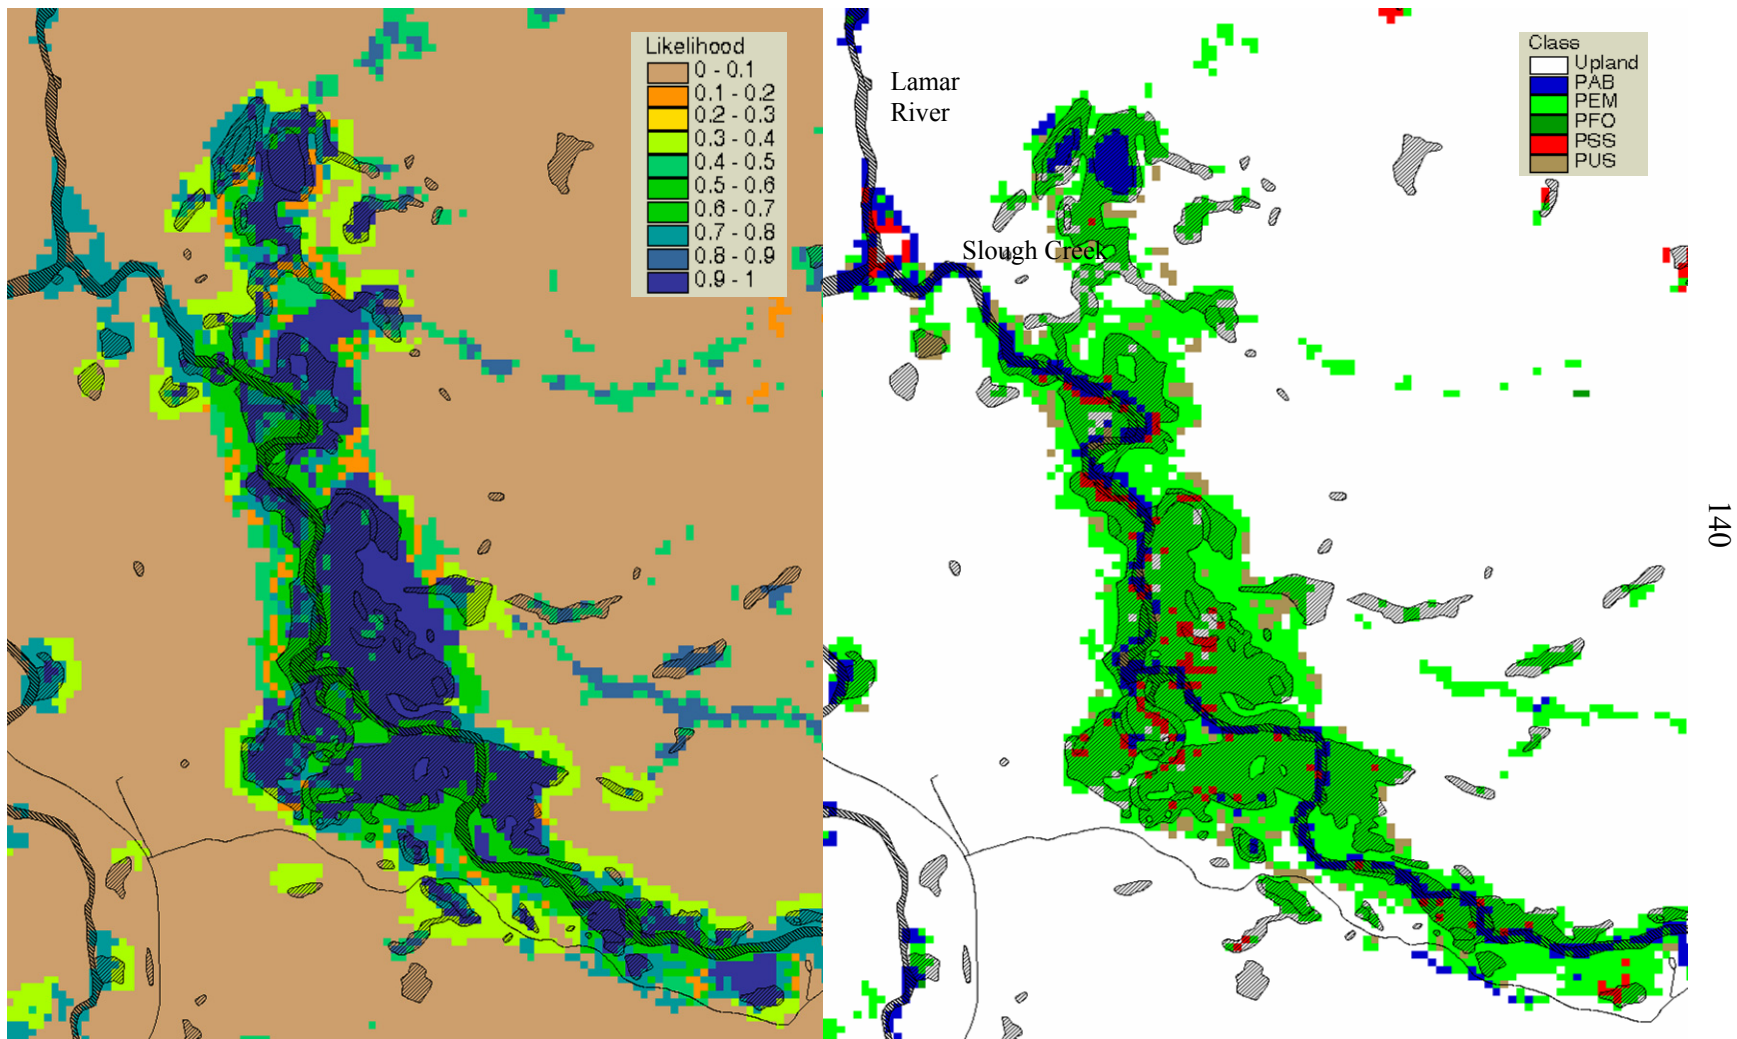 Likelihood
0 - 0.1
0.1 - 0.2
0.2 - 0.3
0.3 - 0.4
0.4 - 0.5
0.5 - 0.6
0.6 - 0.7
0.7 - 0.8
0.8 - 0.9
0.9 - 1
Lamar
River
Slough Creek
Class
Upland
PAB
PEM
PFO
PSS
PUS
140